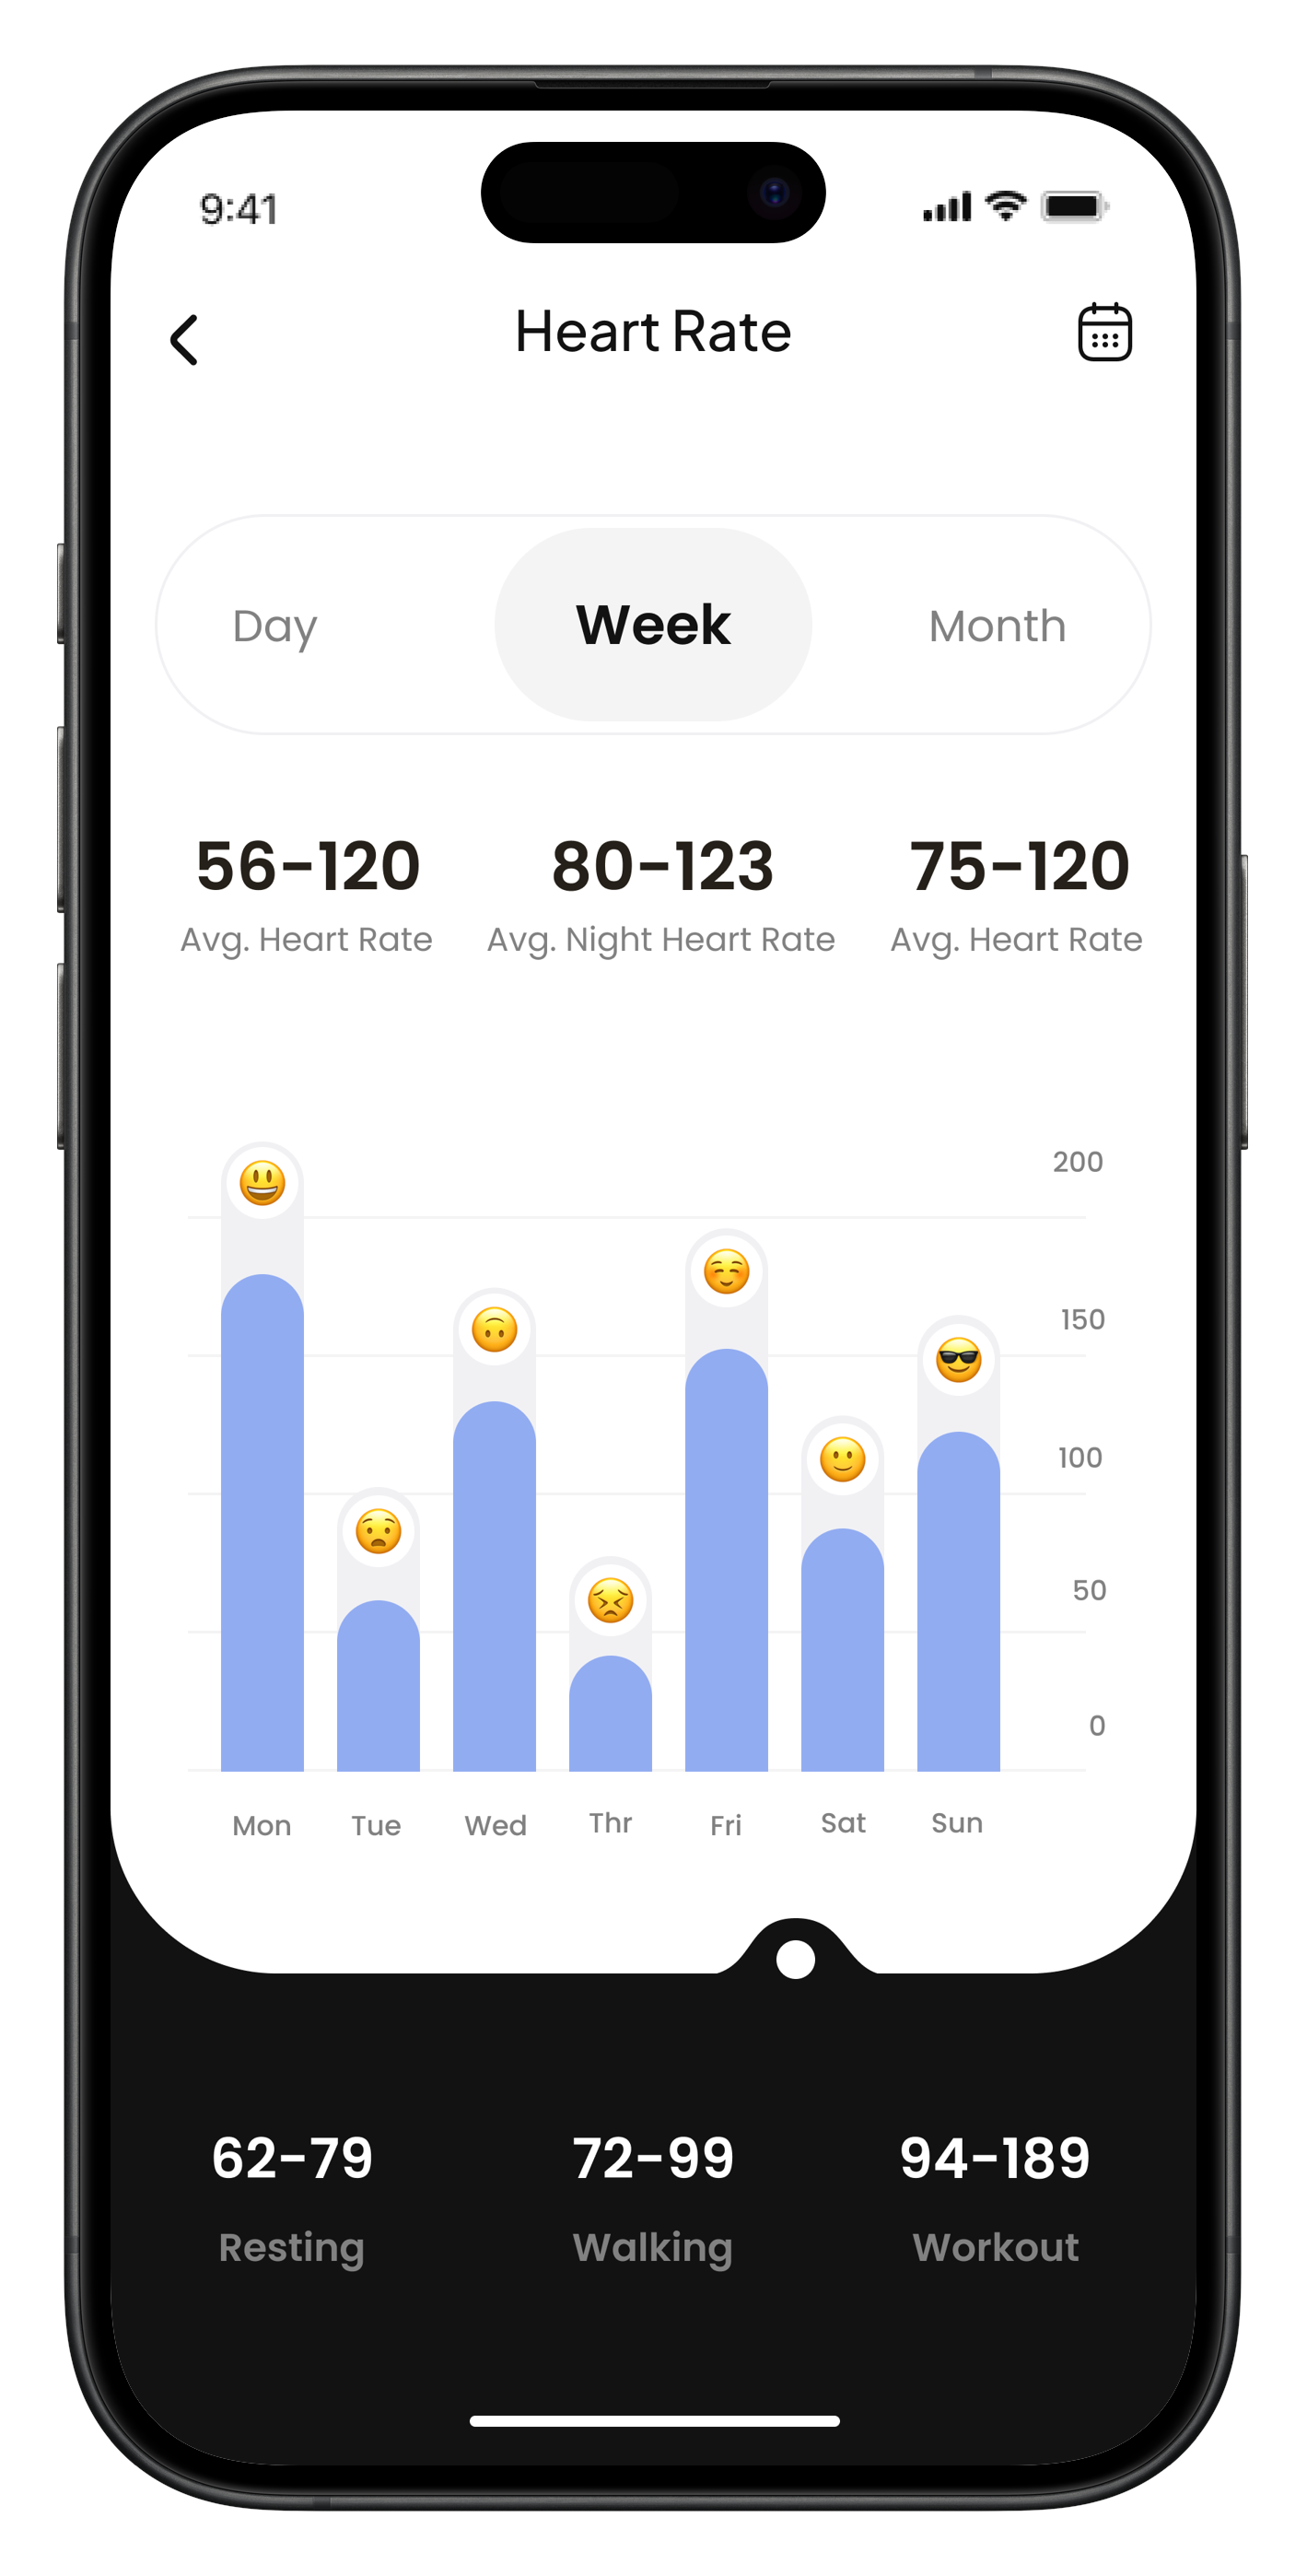 9:41
Heart Rate
Day Week Month
56-120 80-123 75-120
Avg. Heart Rate Avg. Night Heart Rate Avg. Heart Rate
200
150
100
50
0
Mon Tue Wed Thr Fri Sat Sun
62-79 72-99 94-189
Resting Walking Workout